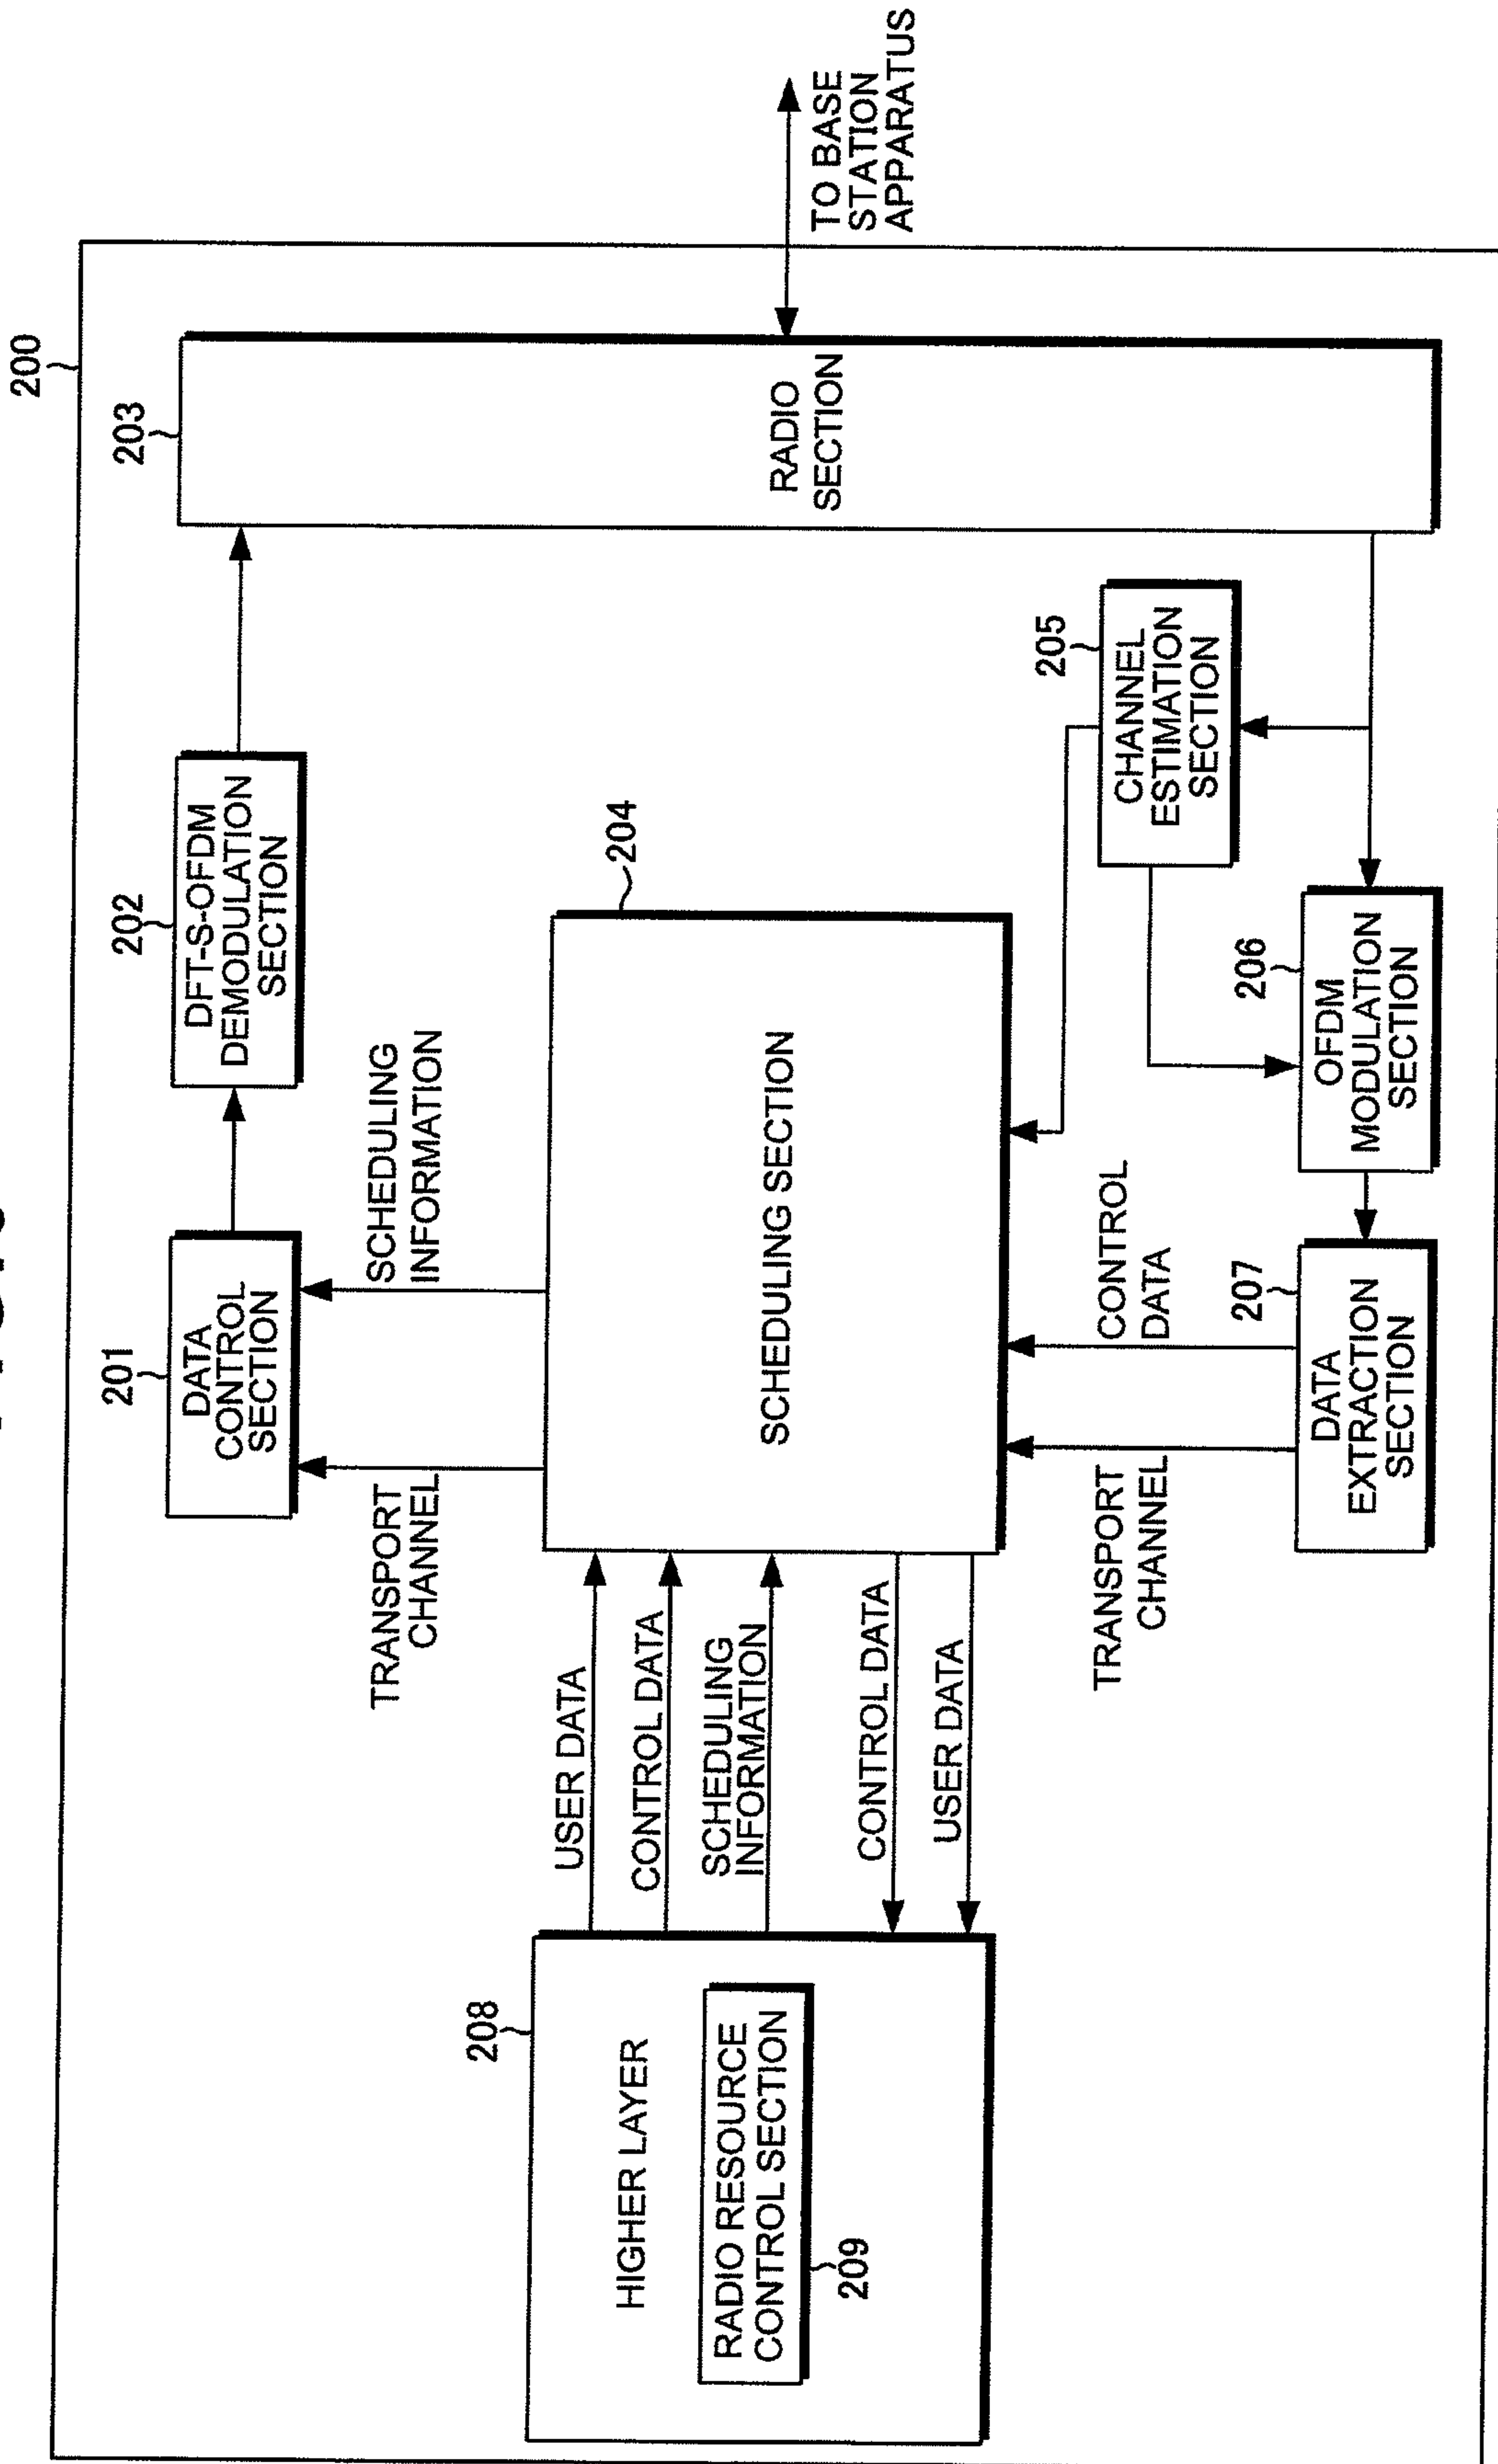 200
203
RADIO
SECTION
TO BASE
STATION
APPARATUS
202
DFT-S-OFDM
DEMODULATION
SECTION
201
DATA
CONTROL
SECTION
SCHEDULING
INFORMATION
TRANSPORT
CHANNEL
204
SCHEDULING SECTION
205
CHANNEL
ESTIMATION
SECTION
206
OFDM
MODULATION
SECTION
207
DATA
EXTRACTION
SECTION
CONTROL
DATA
TRANSPORT
CHANNEL
USER DATA
CONTROL DATA
SCHEDULING
INFORMATION
CONTROL DATA
USER DATA
208
HIGHER LAYER
RADIO RESOURCE
CONTROL SECTION
209